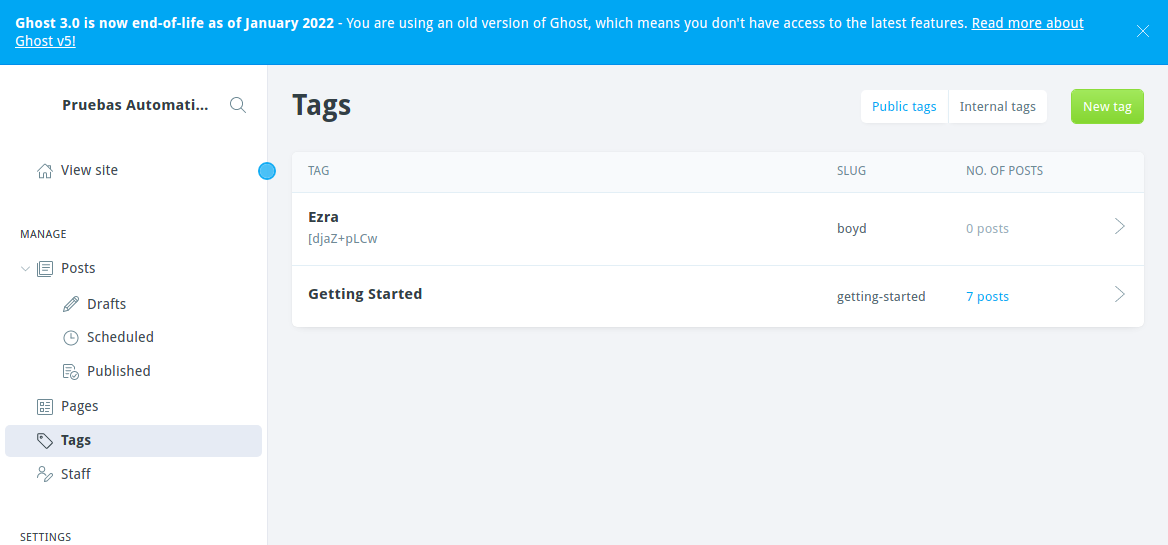 Ghost 3.0 is now end-of-life as of January 2022 - You are using an old version of Ghost, which means you don't have access to the latest features. Read more about
Ghost v5!
Pruebas Automati...
View site
MANAGE
Posts
Drafts
Scheduled
Published
Pages
Tags
Staff
SETTINGS
Tags
Public tags Internal tags New tag
TAG SLUG NO. OF POSTS
Ezra
[djaZ+pLCw boyd 0 posts
Getting Started getting-started 7 posts